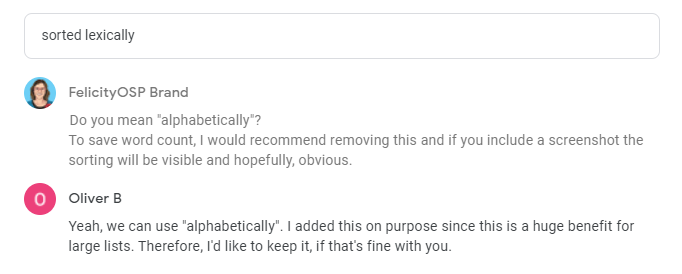 sorted lexically
FelicityOSP Brand
Do you mean "alphabetically"?
To save word count, I would recommend removing this and if you include a screenshot the
sorting will be visible and hopefully, obvious.
O
Oliver B
Yeah, we can use "alphabetically". I added this on purpose since this is a huge benefit for
large lists. Therefore, I'd like to keep it, if that's fine with you.